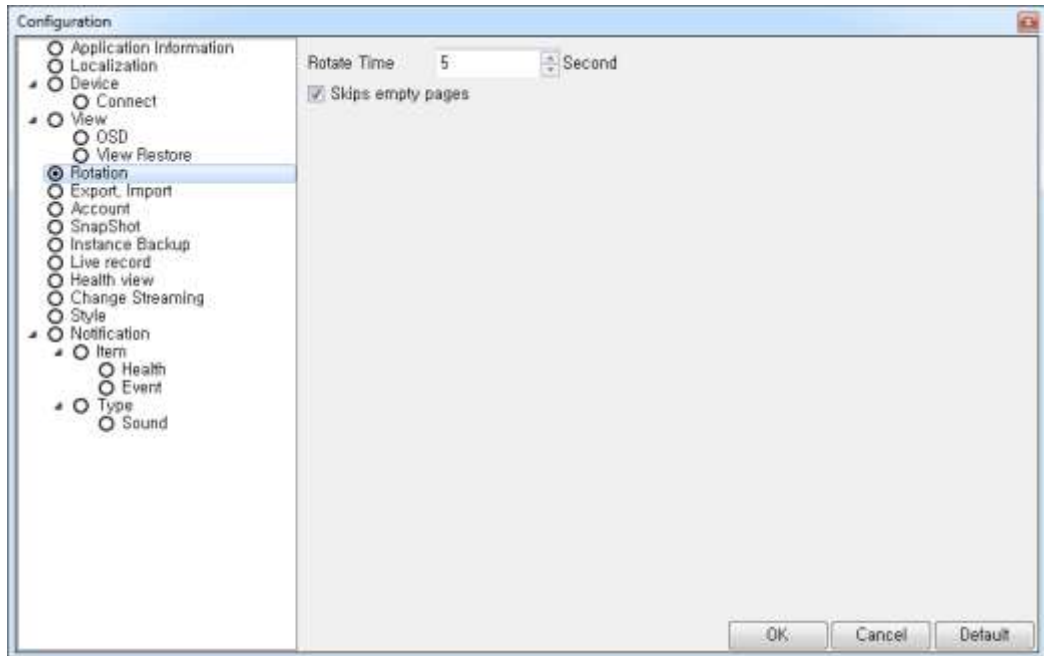 Configuration
Application Information
Localization
Device
Connect
View
OSD
View Restore
Rotation
Export, Import
Account
SnapShot
Instance Backup
Live record
Health view
Change Streaming
Style
Notification
Item
Health
Event
Type
Sound
Rotate Time 5 Second
Skips empty pages
OK Cancel Default